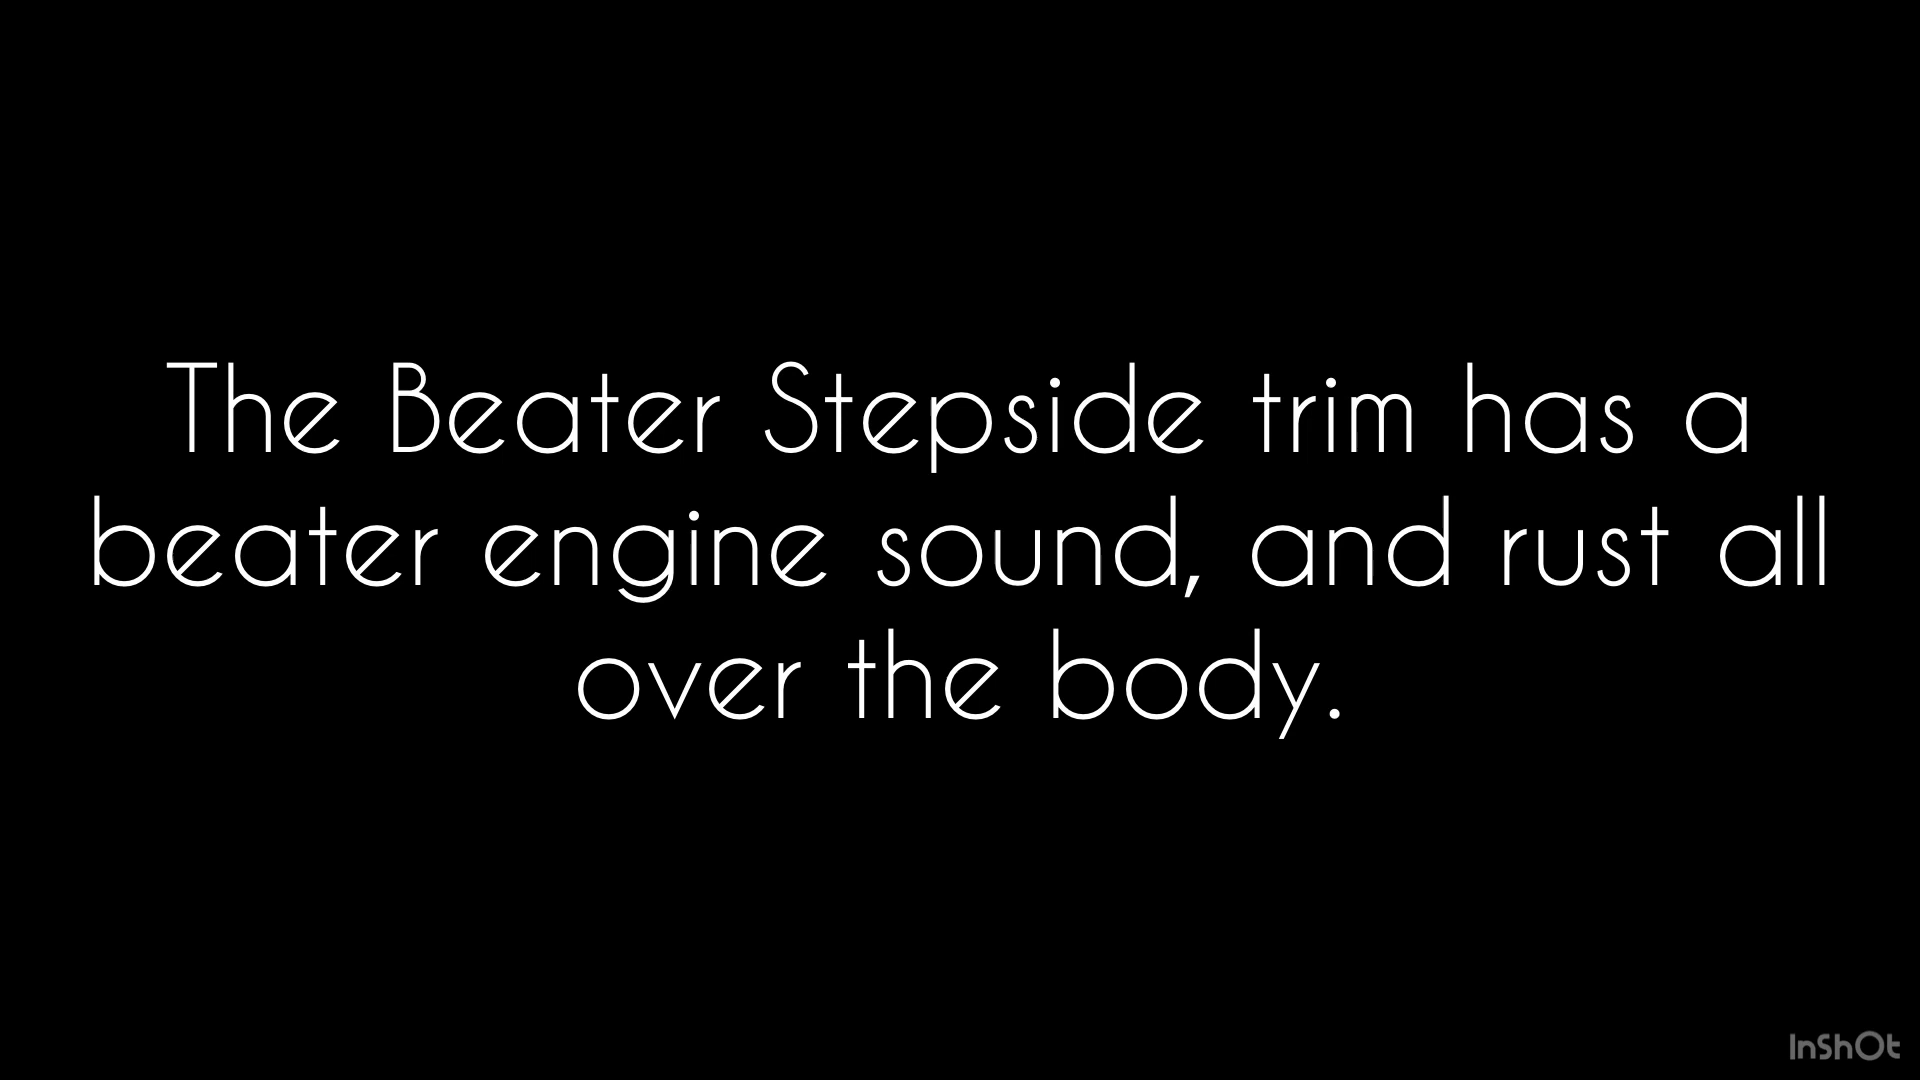 The Beater Stepside trim has a
beater engine sound, and rust all
over the body.
InShOt